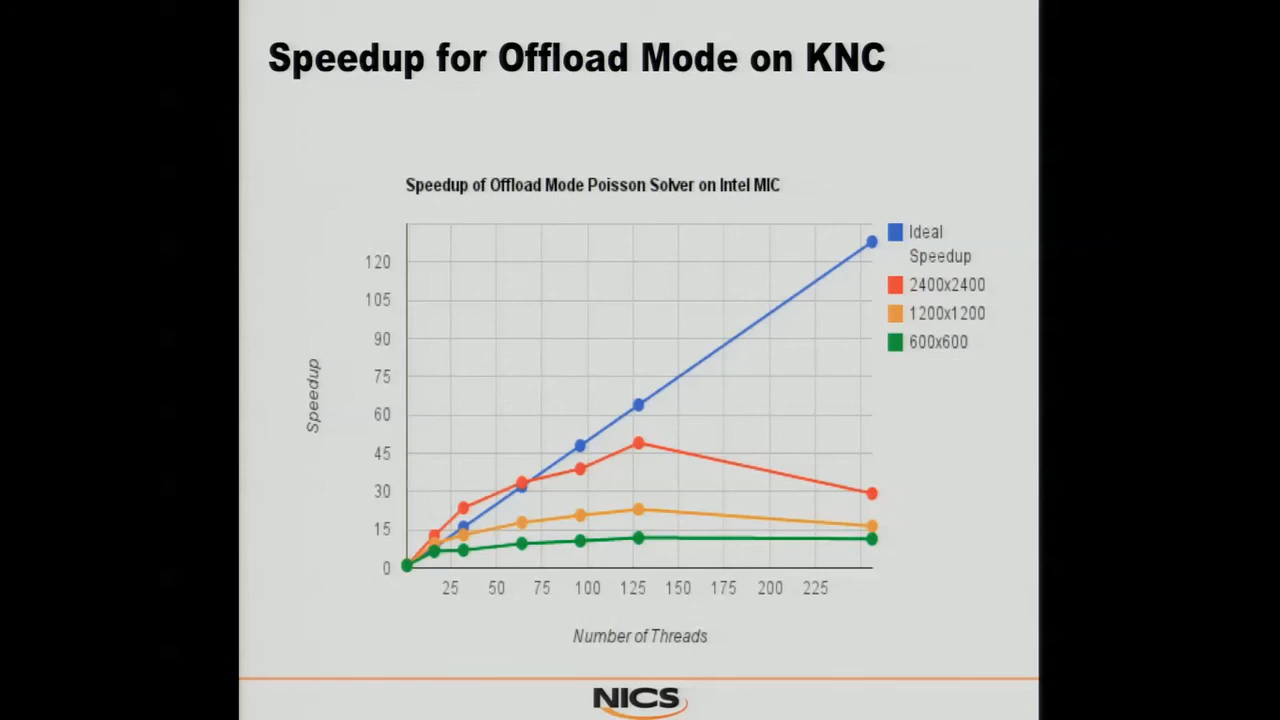 Speedup for Offload Mode on KNC
Speedup of Offload Mode Poisson Solver on Intel MIC
Ideal
Speedup
2400x2400
1200x1200
600x600
120
105
90
75
60
45
30
15
0
Speedup
25 50 75 100 125 150 175 200 225
Number of Threads
NICS